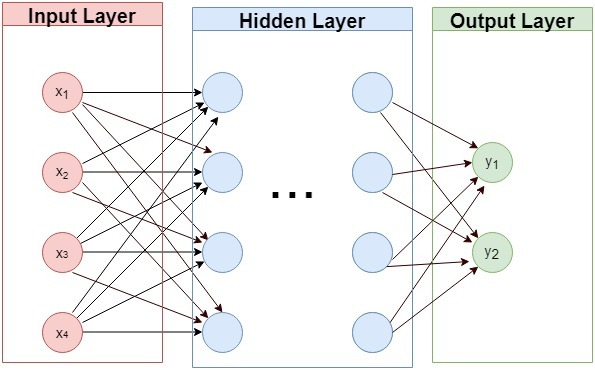 Input Layer
Hidden Layer
Output Layer
x1
x2
x3
x4
...
y1
y2